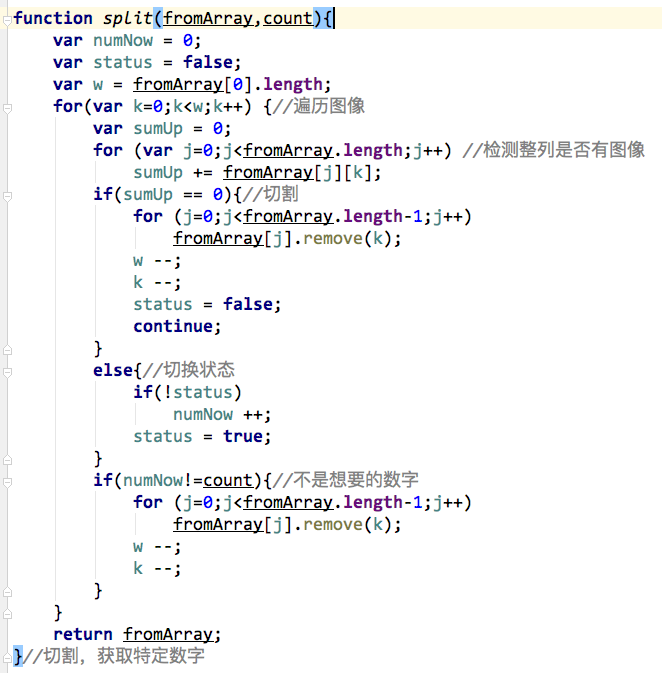 function split(fromArray,count){
    var numNow = 0;
    var status = false;
    var w = fromArray[0].length;
    for(var k=0;k<w;k++) {//遍历图像
        var sumUp = 0;
        for (var j=0;j<fromArray.length;j++) //检测整列是否有图像
            sumUp += fromArray[j][k];
        if(sumUp == 0){//切割
            for (j=0;j<fromArray.length-1;j++)
                fromArray[j].remove(k);
            w --;
            k --;
            status = false;
            continue;
        }
        else{//切换状态
            if(!status)
                numNow ++;
            status = true;
        }
        if(numNow!=count){//不是想要的数字
            for (j=0;j<fromArray.length-1;j++)
                fromArray[j].remove(k);
            w --;
            k --;
        }
    }
    return fromArray;
}//切割，获取特定数字